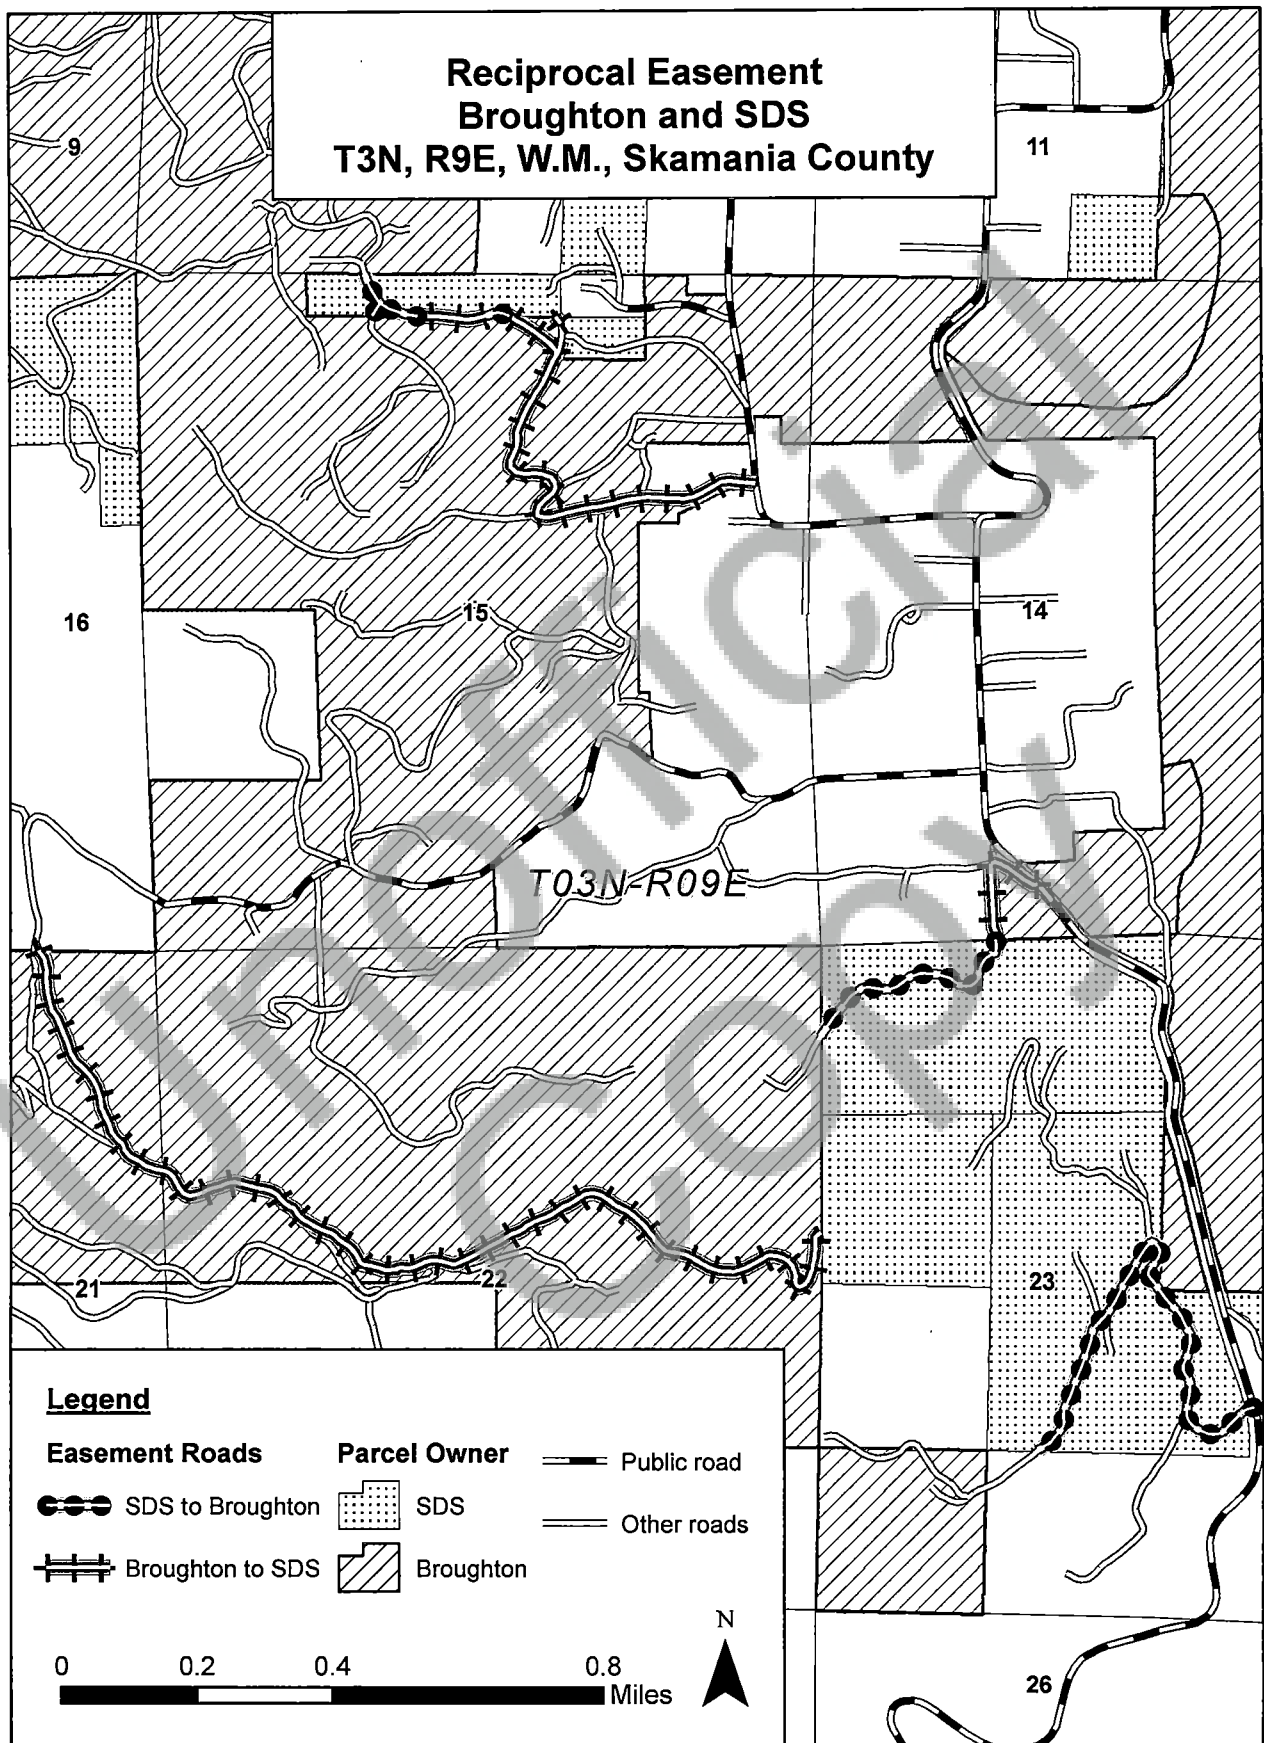 Reciprocal Easement
Broughton and SDS
T3N, R9E, W.M., Skamania County
9
11
16
15
14
T03N-R09E
21
22
23
26
Unofficial
Copy
Legend
Easement Roads
SDS to Broughton
Broughton to SDS
Parcel Owner
SDS
Broughton
Public road
Other roads
N
0 0.2 0.4 0.8
Miles